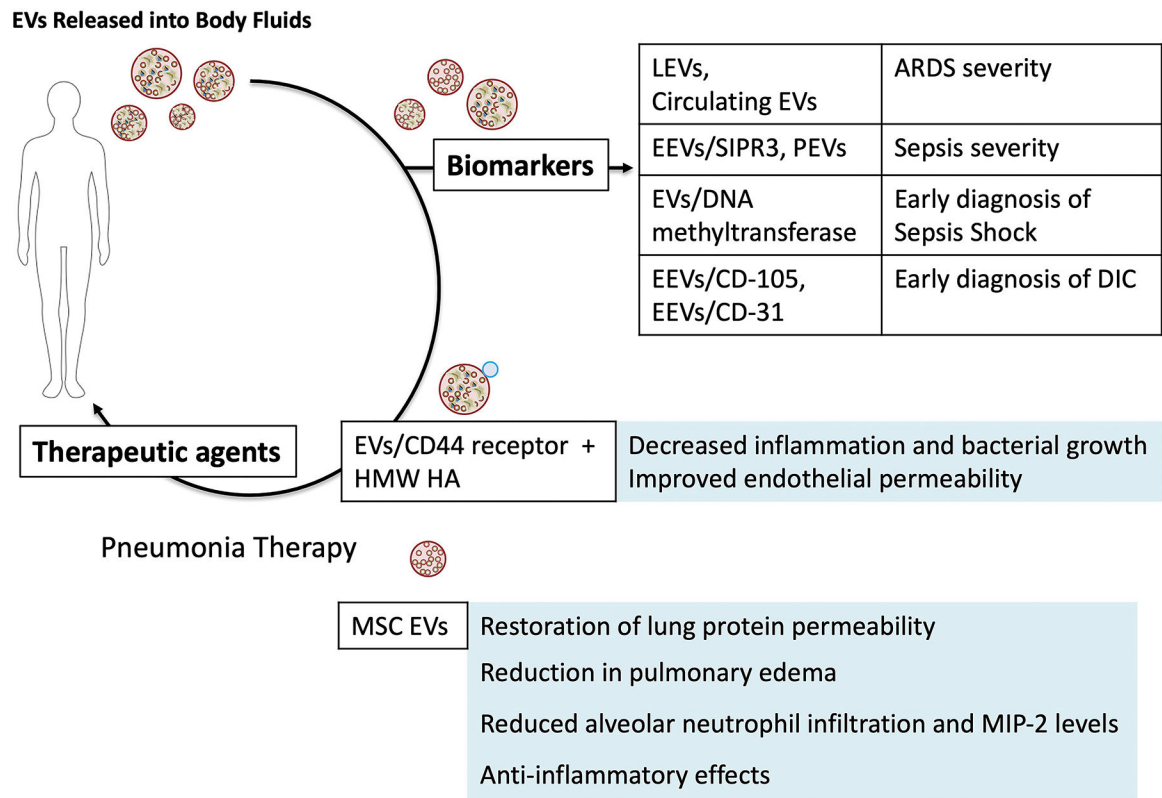 EVs Released into Body Fluids
Biomarkers
LEVs,
Circulating EVs
ARDS severity
EEVs/SIPR3, PEVs
Sepsis severity
EVs/DNA
methyltransferase
Early diagnosis of
Sepsis Shock
EEVs/CD-105,
EEVs/CD-31
Early diagnosis of DIC
Therapeutic agents
EVs/CD44 receptor +
HMW HA
Decreased inflammation and bacterial growth
Improved endothelial permeability
Pneumonia Therapy
MSC EVs
Restoration of lung protein permeability
Reduction in pulmonary edema
Reduced alveolar neutrophil infiltration and MIP-2 levels
Anti-inflammatory effects